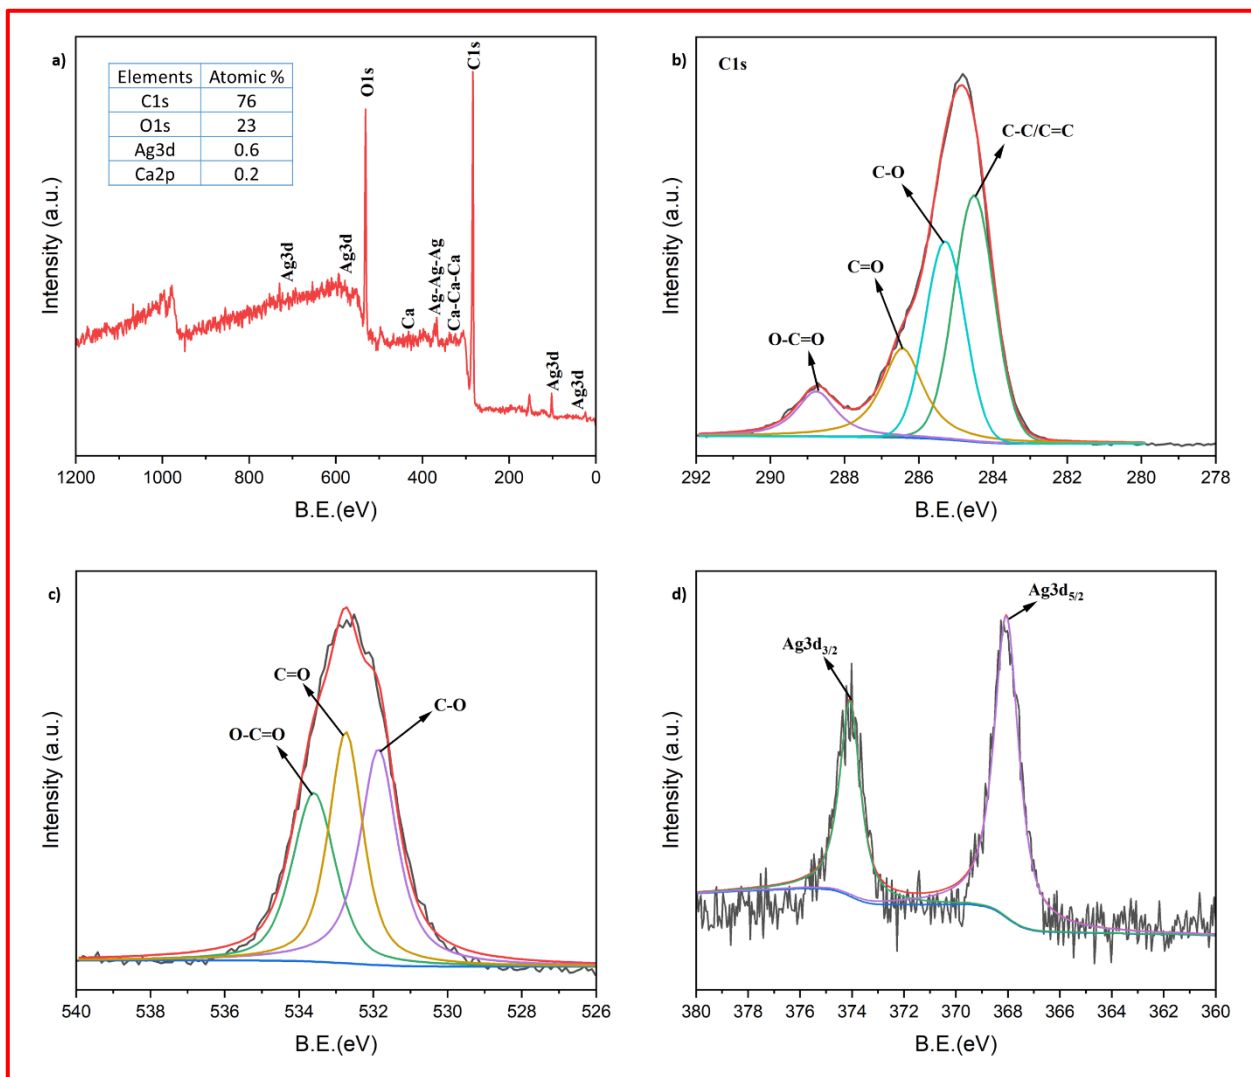 a)
Elements Atomic %
C1s 76
O1s 23
Ag3d 0.6
Ca2p 0.2
Ag3d
Ag3d
O1s
Ca
Ag-Ag-Ag
Ca-Ca-Ca
C1s
Ag3d
Ag3d
Intensity (a.u.)
1200 1000 800 600 400 200 0
B.E.(eV)
b)
C1s
O-C=O
C=O
C-O
C-C/C=C
Intensity (a.u.)
292 290 288 286 284 282 280 278
B.E.(eV)
c)
O-C=O
C=O
C-O
Intensity (a.u.)
540 538 536 534 532 530 528 526
B.E.(eV)
d)
Ag3d3/2
Ag3d5/2
Intensity (a.u.)
380 378 376 374 372 370 368 366 364 362 360
B.E.(eV)